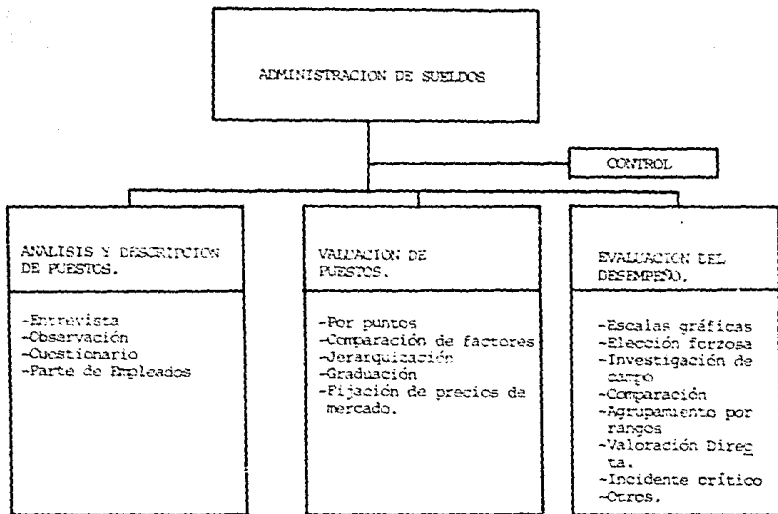 ADMINISTRACION DE SUELDOS
CONTROL
ANALISIS Y DESCRIPCION
DE PUESTOS.
-Entrevista
-Observación
-Cuestionario
-Parte de Empleados
VALUACION DE
PUESTOS.
-Por puntos
-Comparación de factores
-Jerarquización
-Graduación
-Fijación de precios de
mercado.
EVALUACION DEL
DESEMPEÑO.
-Escalas gráficas
-Elección forzosa
-Investigación de
campo
-Comparación
-Agrupamiento por
rangos
-Valoración Direc
ta.
-Incidente crítico
-Otros.